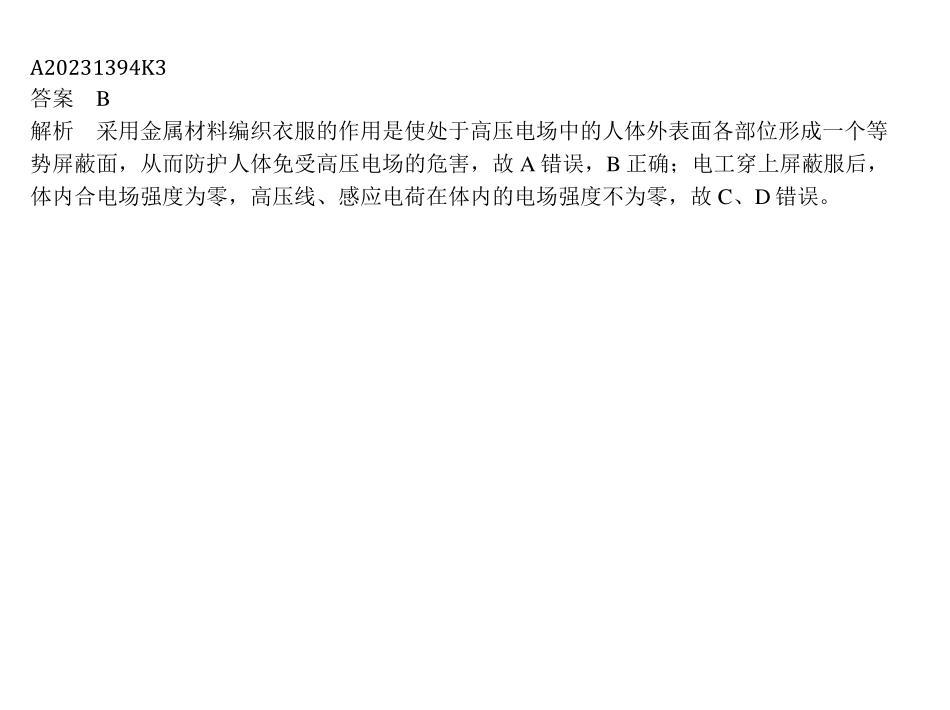 A20231394K3
答案 B
解析 采用金属材料编织衣服的作用是使处于高压电场中的人体外表面各部位形成一个等
势屏蔽面，从而防护人体免受高压电场的危害，故 A 错误，B 正确；电工穿上屏蔽服后，
体内合电场强度为零，高压线、感应电荷在体内的电场强度不为零，故 C、D 错误。